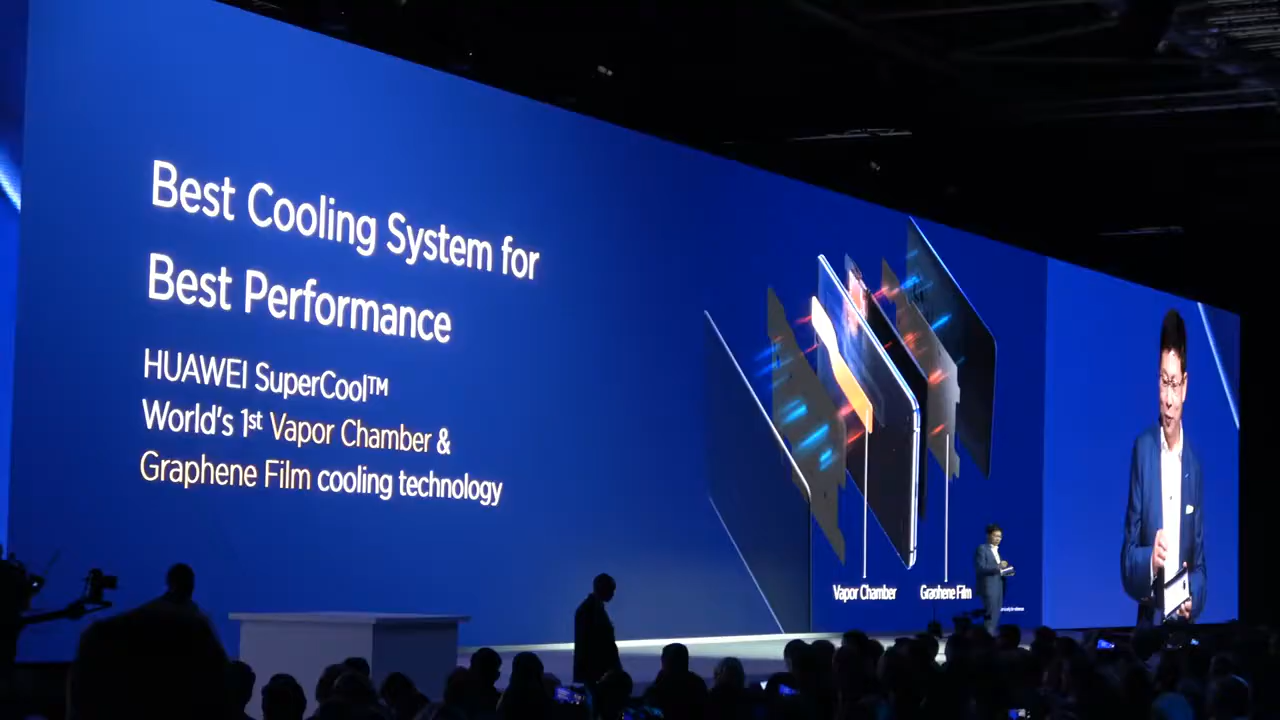 Best Cooling System for
Best Performance
HUAWEI SuperCool™
World's 1st Vapor Chamber &
Graphene Film cooling technology
Vapor Chamber
Graphene Film